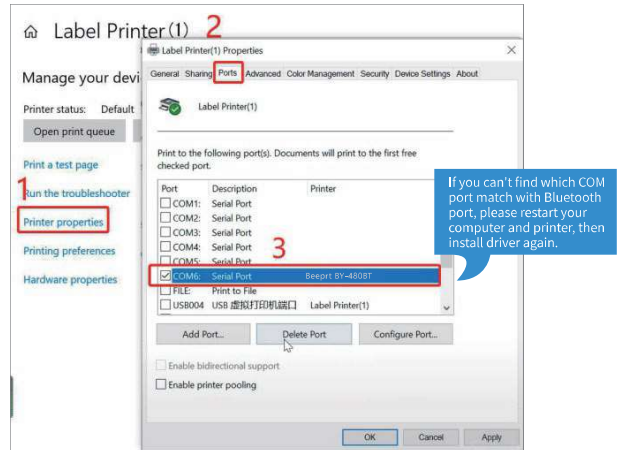 Label Printer(1)
2
Label Printer(1) Properties
Manage your devi
General Sharing Ports Advanced Color Management Security Device Settings About
Printer status: Default
Label Printer(1)
Open print queue
Print to the following port(s). Documents will print to the first free
checked port.
Print a test page
1
Run the troubleshooter
Printer properties
Printing preferences
Hardware properties
Port Description Printer
COM1: Serial Port
COM2: Serial Port
COM3: Serial Port
COM4: Serial Port
COM5: Serial Port
3
COM6: Serial Port Beeprt BY-480BT
FILE: Print to File
USB004 USB 虚拟打印机端口 Label Printer(1)
Add Port... Delete Port Configure Port...
Enable bidirectional support
Enable printer pooling
OK Cancel Apply
If you can't find which COM
port match with Bluetooth
port, please restart your
computer and printer, then
install driver again.